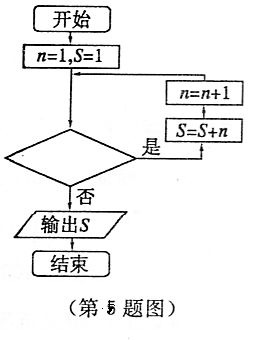 开始
n=1,S=1
n=n+1
S=S+n
是
否
输出S
结束
(第5题图)